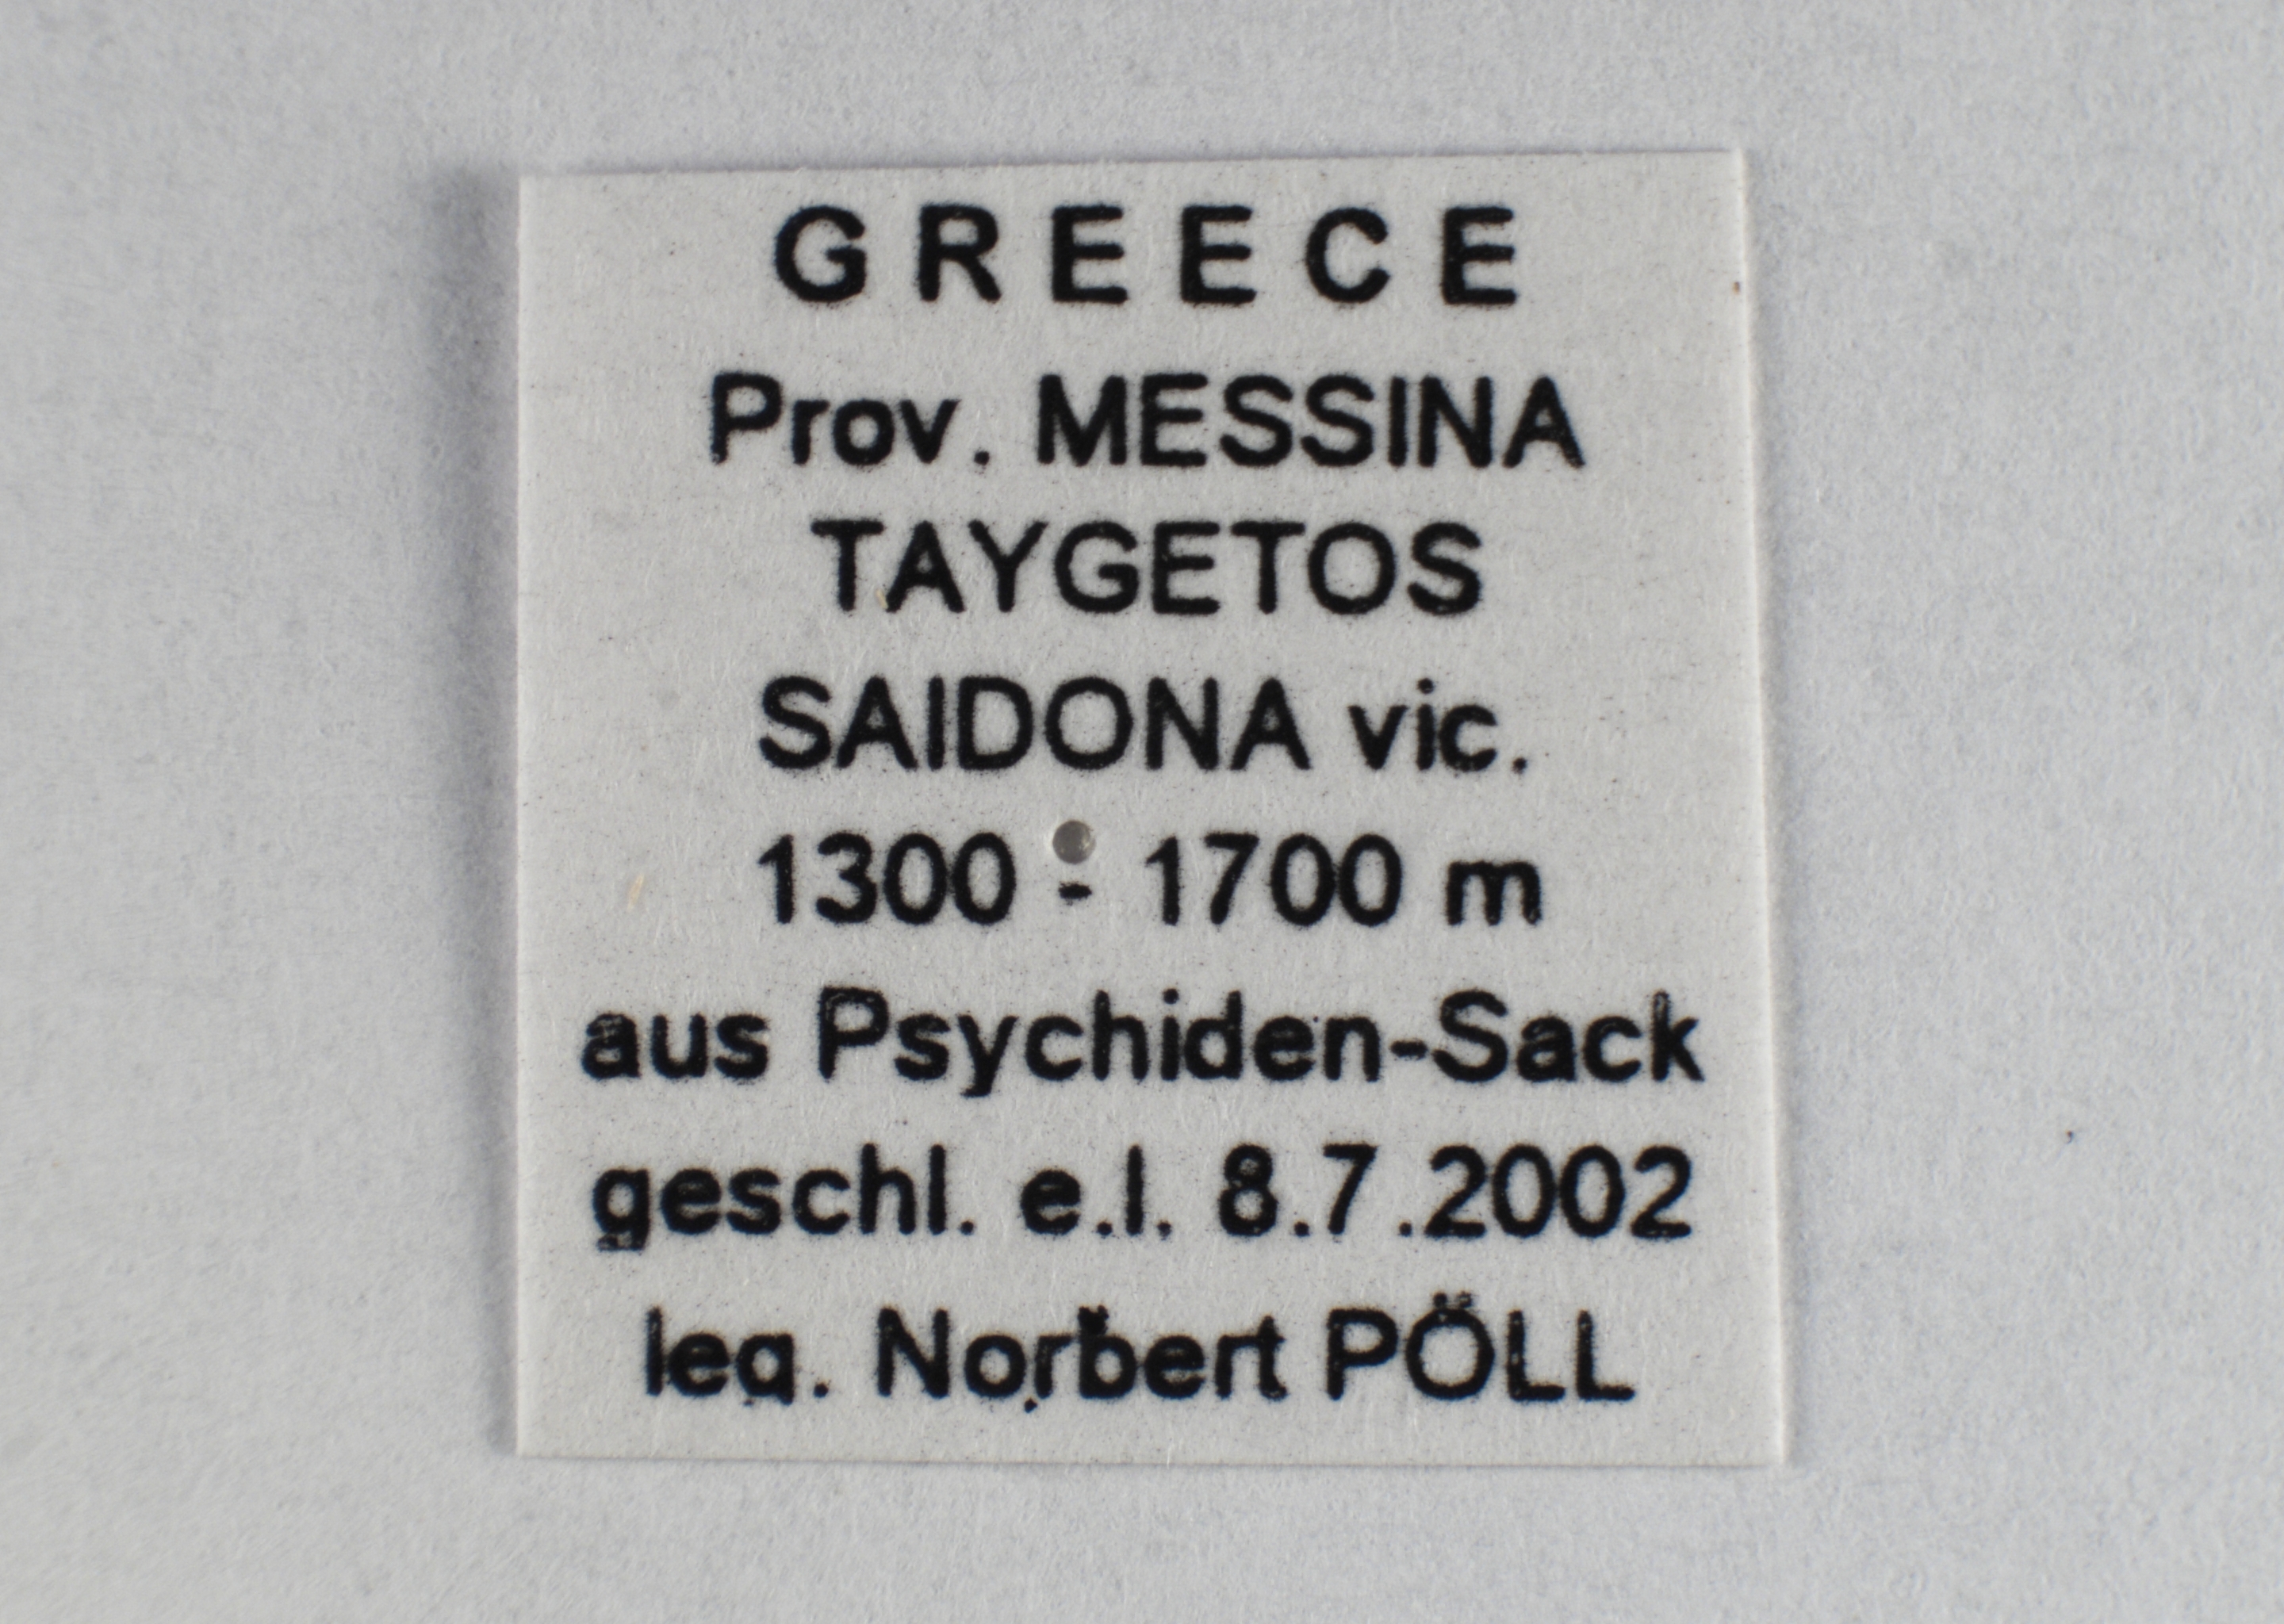 GREECE
Prov. MESSINA
TAYGETOS
SAIDONA vic.
1300 - 1700 m
aus Psychiden-Sack
geschl. e.l. 8.7.2002
leg. Norbert PÖLL